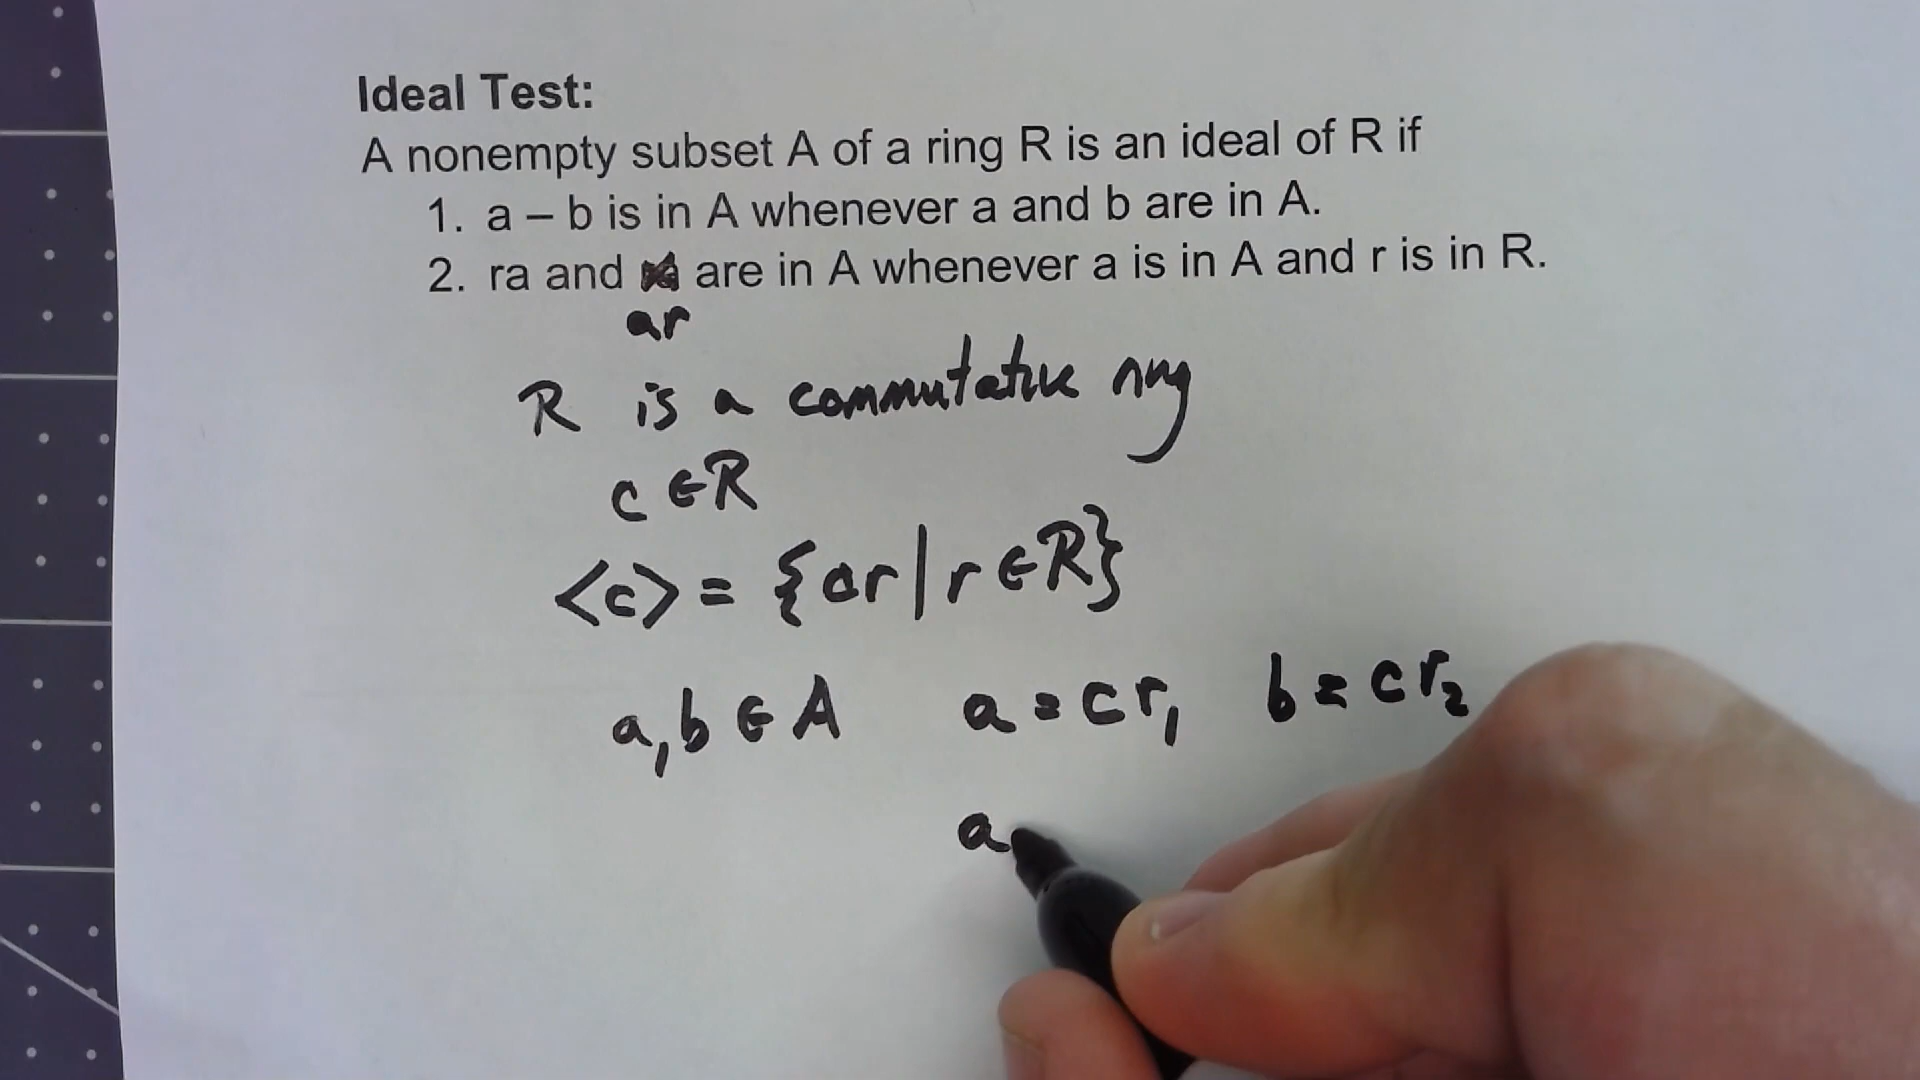 Ideal Test:
A nonempty subset A of a ring R is an ideal of R if
1. a – b is in A whenever a and b are in A.
2. ra and are in A whenever a is in A and r is in R.
ar
R is a commutative ring
c ∈ R
<c> = {cr | r ∈ R}
a, b ∈ A a = cr₁ b = cr₂
a